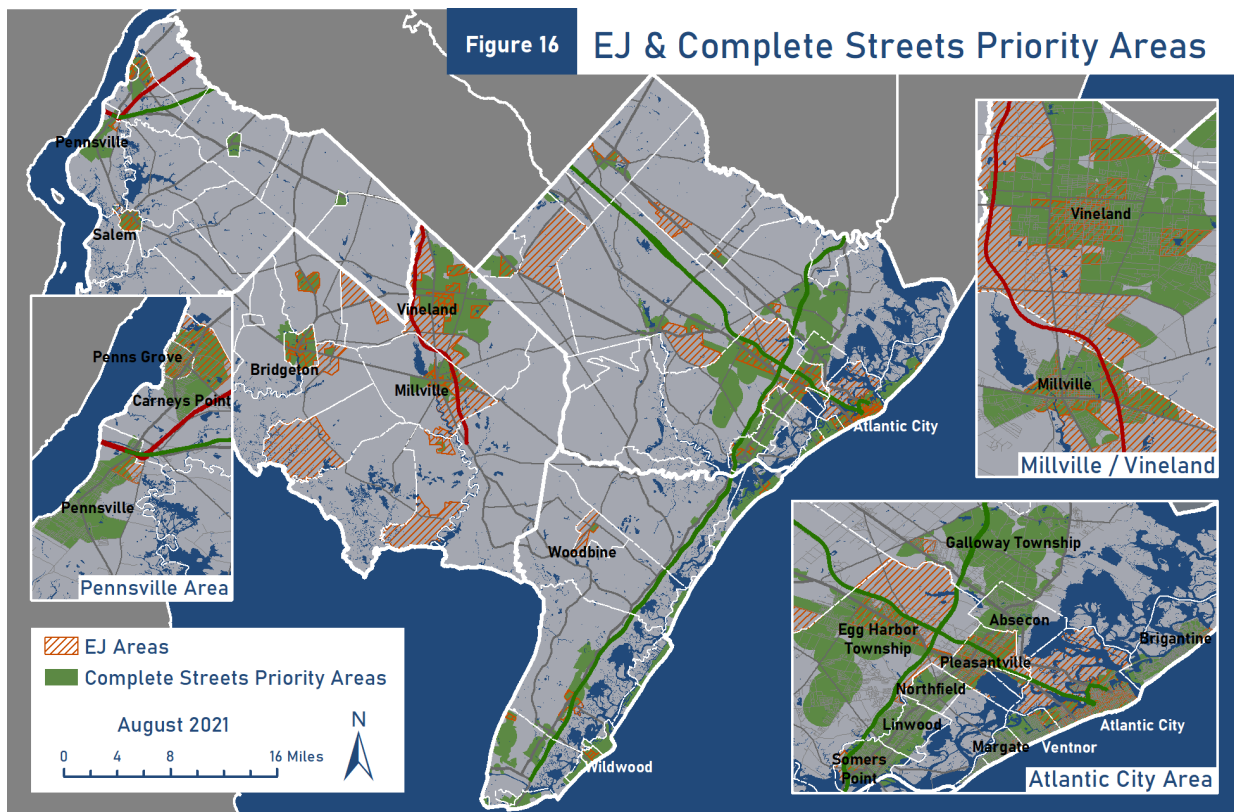 Figure 16
EJ & Complete Streets Priority Areas
Pennsville
Salem
Vineland
Bridgeton
Millville
Atlantic City
Woodbine
Wildwood
Penns Grove
Carneys Point
Pennsville
Pennsville Area
Vineland
Millville
Millville / Vineland
Galloway Township
Absecon
Brigantine
Egg Harbor
Township
Pleasantville
Northfield
Linwood
Atlantic City
Margate
Ventnor
Somers
Point
Atlantic City Area
EJ Areas
Complete Streets Priority Areas
August 2021
N
0 4 8 16 Miles